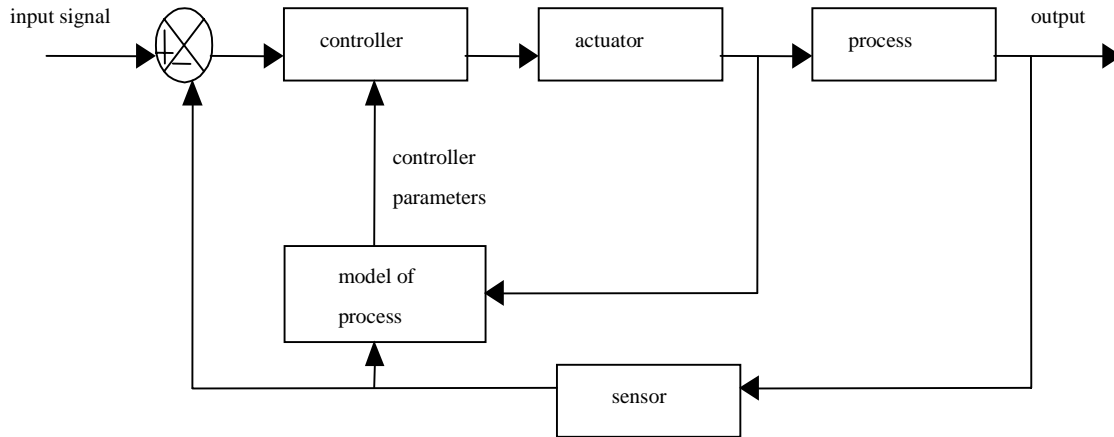 input signal
output
controller
actuator
process
+
−
controller
parameters
model of
process
sensor